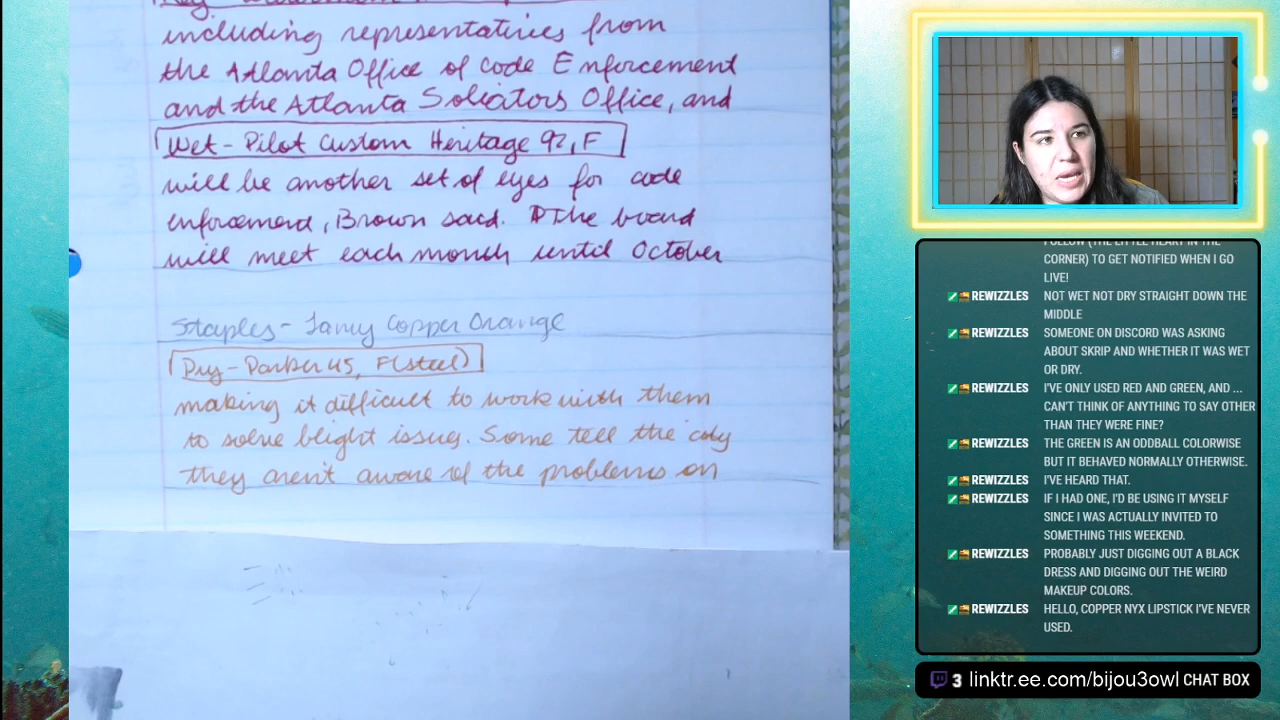 including representatives from
the Atlanta Office of Code Enforcement
and the Atlanta Soliciators Office, and
Wet - Pilot Custom Heritage 92, F
will be another set of eyes for code
enforcement, Brown said. The board
will meet each month until October
Staples - Fancy Copper Orange
Dry - Parker 45, F (steel)
making it difficult to work with them
to solve blight issues. Some tell the city
they aren't aware of the problems on
FOLLOW (THE LITTLE HEART IN THE
CORNER) TO GET NOTIFIED WHEN I GO
LIVE!
REWIZZLES NOT WET NOT DRY STRAIGHT DOWN THE
MIDDLE
REWIZZLES SOMEONE ON DISCORD WAS ASKING
ABOUT SKRIP AND WHETHER IT WAS WET
OR DRY.
REWIZZLES I'VE ONLY USED RED AND GREEN, AND ...
CAN'T THINK OF ANYTHING TO SAY OTHER
THAN THEY WERE FINE?
REWIZZLES THE GREEN IS AN ODDBALL COLORWISE
BUT IT BEHAVED NORMALLY OTHERWISE.
REWIZZLES I'VE HEARD THAT.
REWIZZLES IF I HAD ONE, I'D BE USING IT MYSELF
SINCE I WAS ACTUALLY INVITED TO
SOMETHING THIS WEEKEND.
REWIZZLES PROBABLY JUST DIGGING OUT A BLACK
DRESS AND DIGGING OUT THE WEIRD
MAKEUP COLORS.
REWIZZLES HELLO, COPPER NYX LIPSTICK I'VE NEVER
USED.
3 linktr.ee.com/bijou3owl CHAT BOX